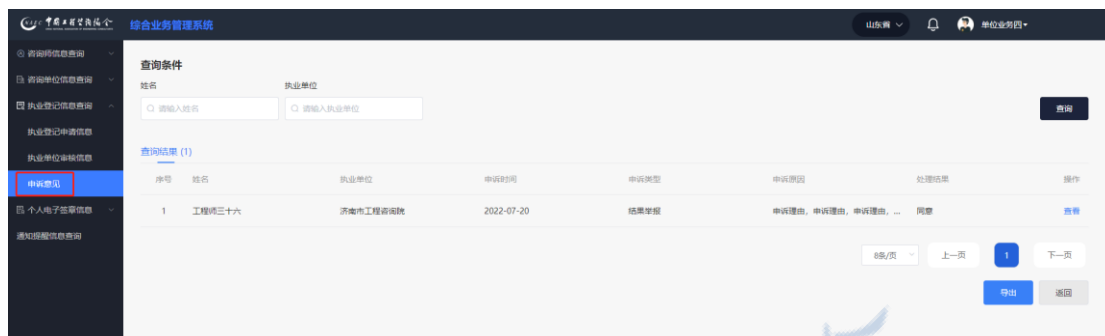 中国工程咨询协会 综合业务管理系统 山东省 单位业务四
咨询师信息查询
咨询单位信息查询
执业登记信息查询
执业登记申请信息
执业单位审核信息
申诉意见
个人电子签章信息
通知提醒信息查询
查询条件
姓名 执业单位
请输入姓名 请输入执业单位 查询
查询结果 (1)
序号 姓名 执业单位 申诉时间 申诉类型 申诉原因 处理结果 操作
1 工程师三十六 济南市工程咨询院 2022-07-20 结果举报 申诉理由，申诉理由，申诉理由，... 同意 查看
8条/页 上一页 1 下一页
导出 返回